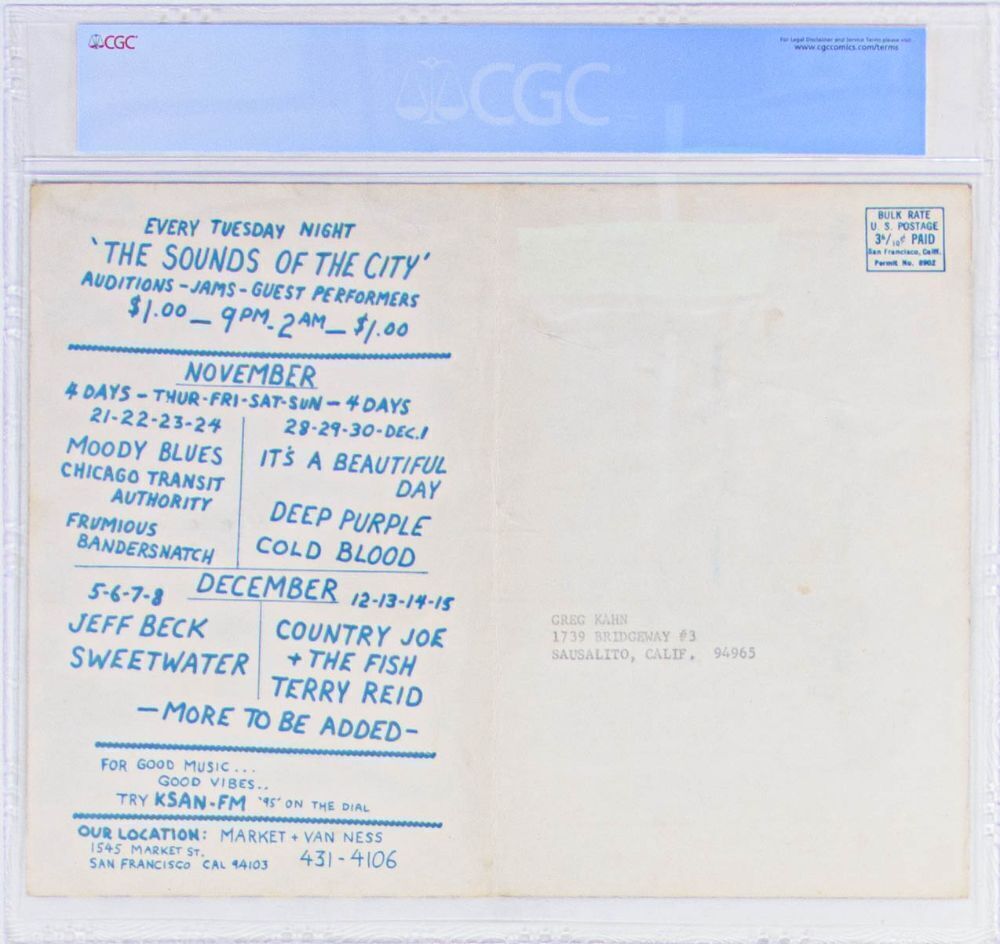 CGC
For Legal Disclaimer and Service Terms please visit
www.cgccomics.com/terms
CGC
BULK RATE
U. S. POSTAGE
PAID
San Francisco, Calif.
Permit No. 8902
EVERY TUESDAY NIGHT
'THE SOUNDS OF THE CITY'
AUDITIONS - JAMS - GUEST PERFORMERS
$1.00 — 9PM - 2AM — $1.00
NOVEMBER
4 DAYS - THUR - FRI - SAT - SUN - 4 DAYS
21-22-23-24
MOODY BLUES
CHICAGO TRANSIT
AUTHORITY
FRUMIOUS
BANDERSNATCH
28-29-30-DEC.1
IT'S A BEAUTIFUL
DAY
DEEP PURPLE
COLD BLOOD
DECEMBER
5-6-7-8
JEFF BECK
SWEETWATER
12-13-14-15
COUNTRY JOE
+ THE FISH
TERRY REID
- MORE TO BE ADDED -
FOR GOOD MUSIC...
GOOD VIBES..
TRY KSAN-FM '95' ON THE DIAL
OUR LOCATION: MARKET + VAN NESS
1545 MARKET ST.
SAN FRANCISCO CAL 94103
431-4106
GREG KAHN
1739 BRIDGEWAY #3
SAUSALITO, CALIF. 94965